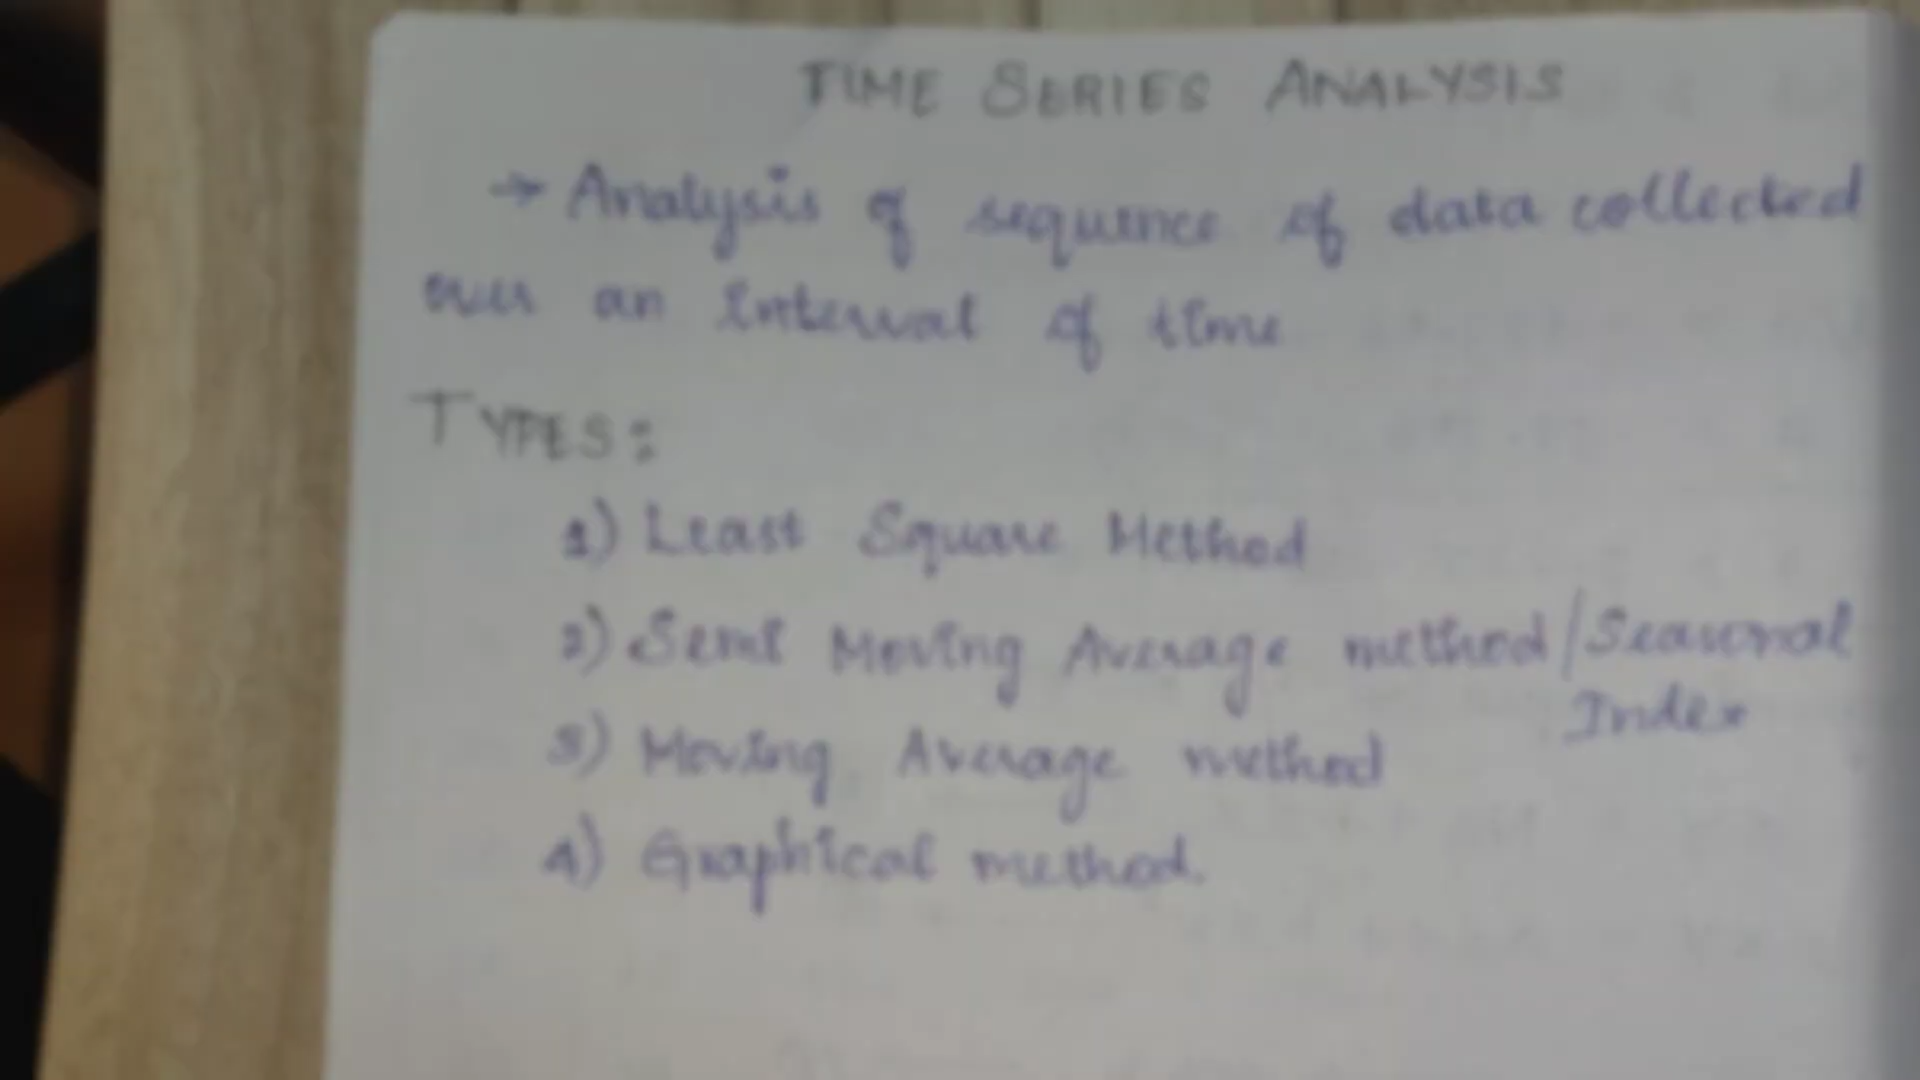 TIME SERIES ANALYSIS
→ Analysis of sequence of data collected
over an Interval of time
TYPES:
1) Least Square Method
2) Semi Moving Average method/Seasonal
Index
3) Moving Average method
4) Graphical method.